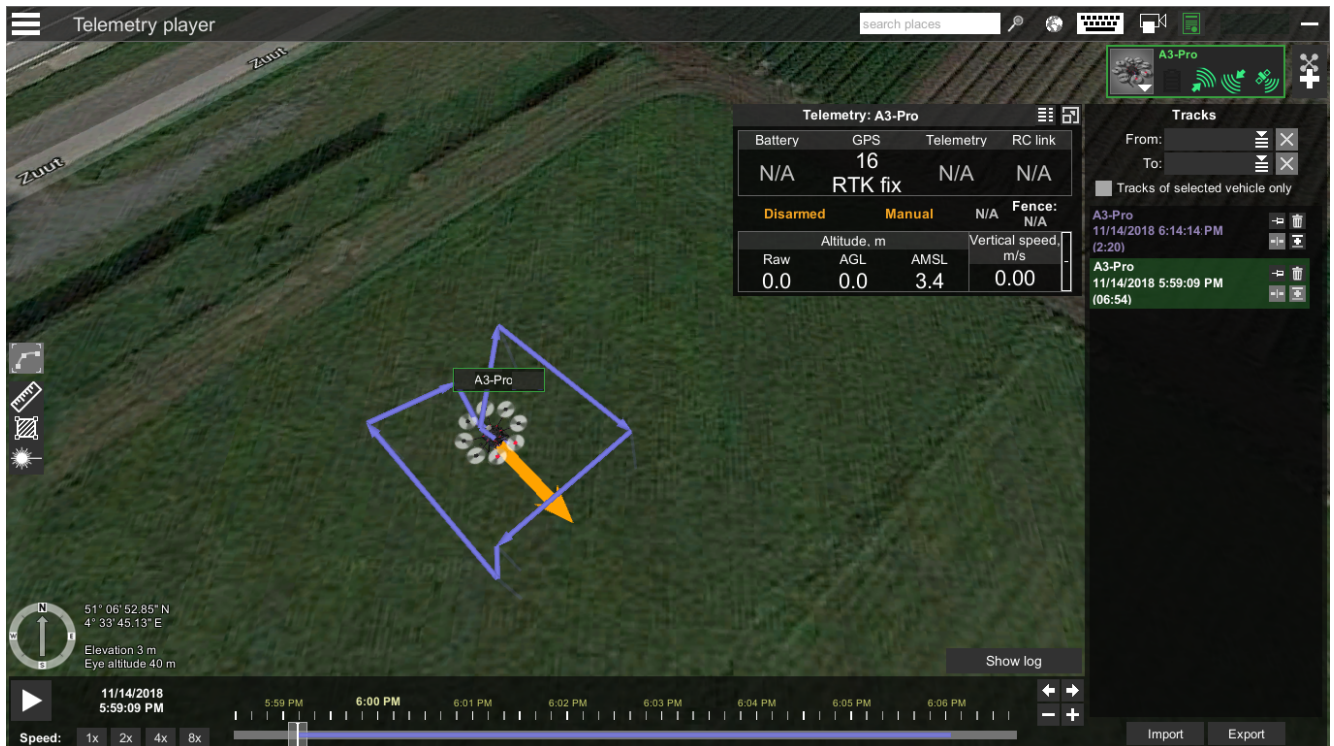 Telemetry player
search places
A3-Pro
Zuut
Zuut
Telemetry: A3-Pro
Battery GPS Telemetry RC link
N/A 16 RTK fix N/A N/A
Disarmed Manual N/A Fence: N/A
Altitude, m Vertical speed, m/s
Raw AGL AMSL
0.0 0.0 3.4 0.00
Tracks
From:
To:
Tracks of selected vehicle only
A3-Pro
11/14/2018 6:14:14 PM
(2:20)
A3-Pro
11/14/2018 5:59:09 PM
(06:54)
A3-Pro
N
W E
S
51° 06' 52.85" N
4° 33' 45.13" E
Elevation 3 m
Eye altitude 40 m
Show log
11/14/2018
5:59:09 PM
5:59 PM 6:00 PM 6:01 PM 6:02 PM 6:03 PM 6:04 PM 6:05 PM 6:06 PM
Speed: 1x 2x 4x 8x
Import Export